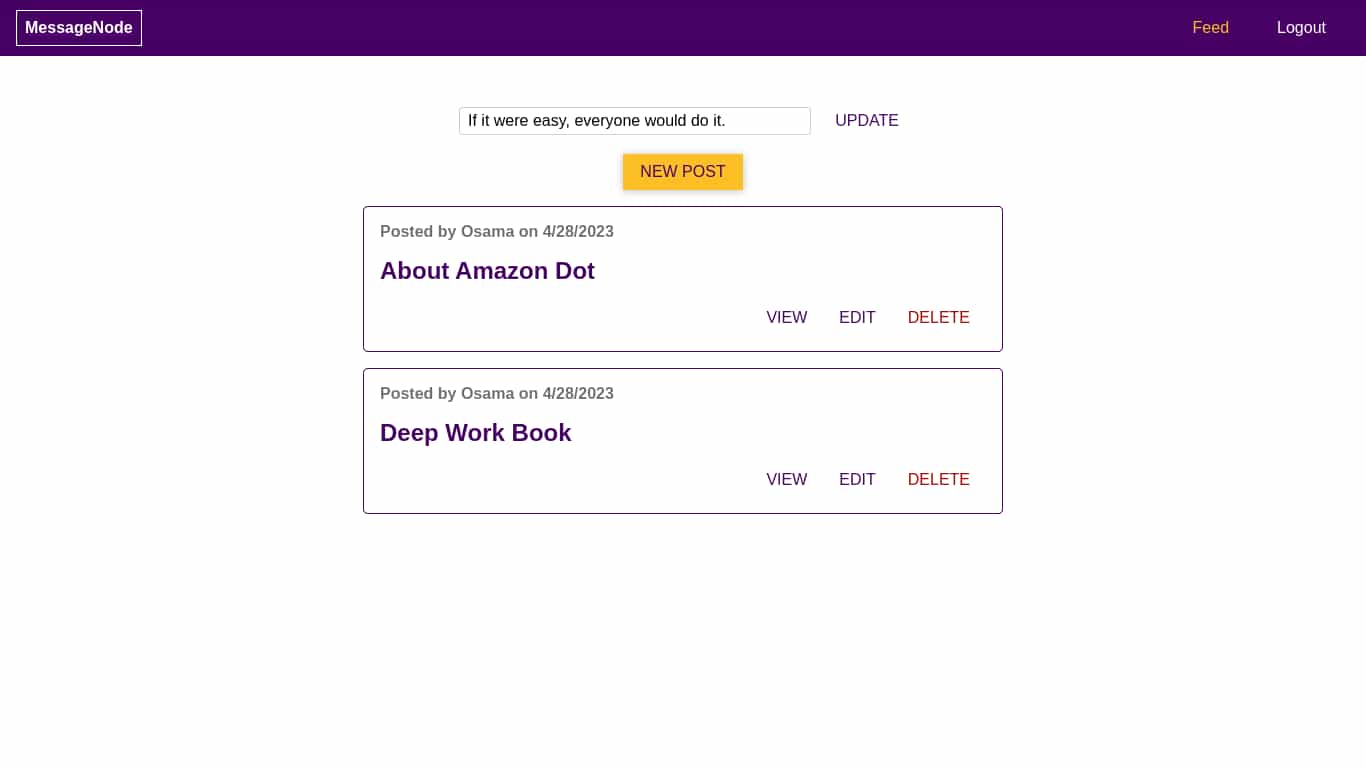 MessageNode Feed Logout
If it were easy, everyone would do it. UPDATE
NEW POST
Posted by Osama on 4/28/2023
About Amazon Dot
VIEW EDIT DELETE
Posted by Osama on 4/28/2023
Deep Work Book
VIEW EDIT DELETE